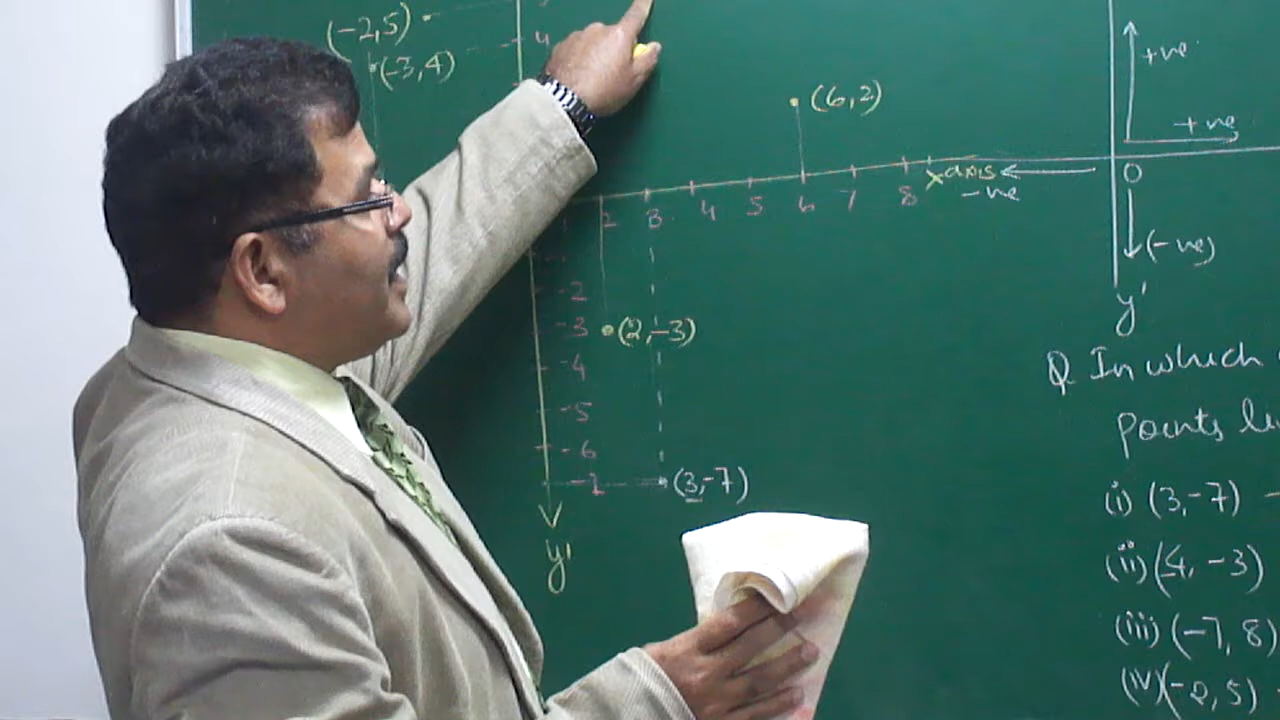 (-2,5)
(-3,4)
4
(6,2)
2 3 4 5 6 7 8
x axis
-2
-3
-4
-5
-6
-7
(2,-3)
(3,-7)
y'
+ve
+ve
0
-ve
(-ve)
y'
Q In which
points
(i) (3,-7)
(ii) (4, -3)
(iii) (-7, 8)
(iv) (-2, 5)